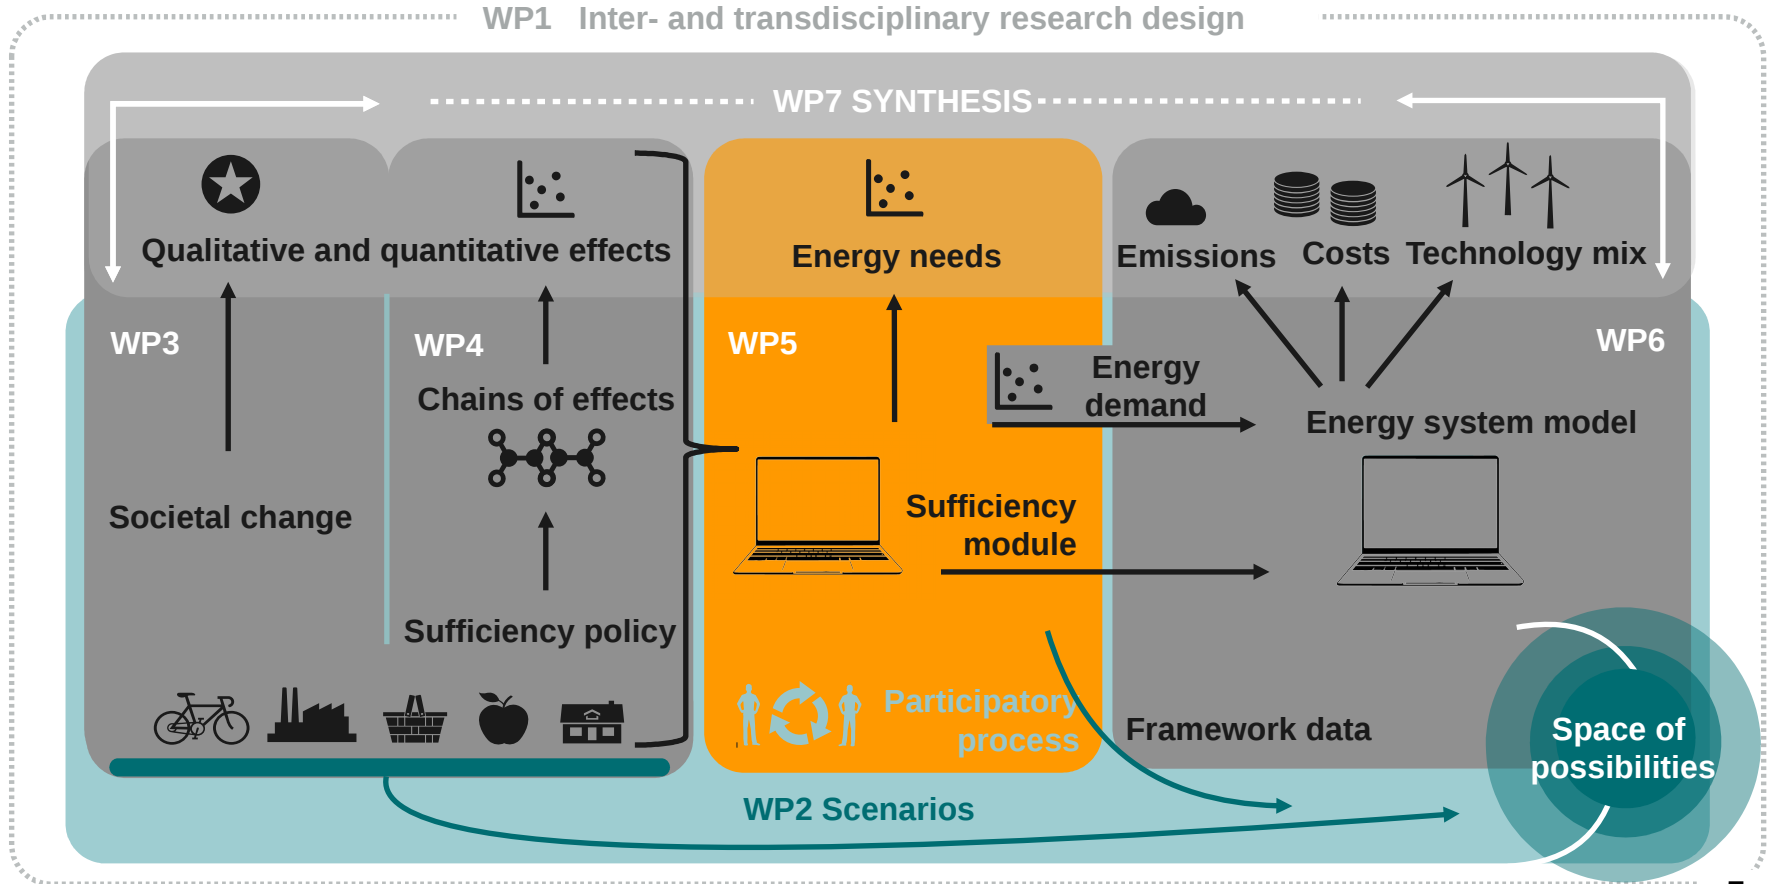 WP1 Inter- and transdisciplinary research design
WP7 SYNTHESIS
Qualitative and quantitative effects
Energy needs
Emissions
Costs
Technology mix
WP3
WP4
WP5
WP6
Chains of effects
Energy
demand
Energy system model
Societal change
Sufficiency
module
Sufficiency policy
Participatory
process
Framework data
Space of
possibilities
WP2 Scenarios